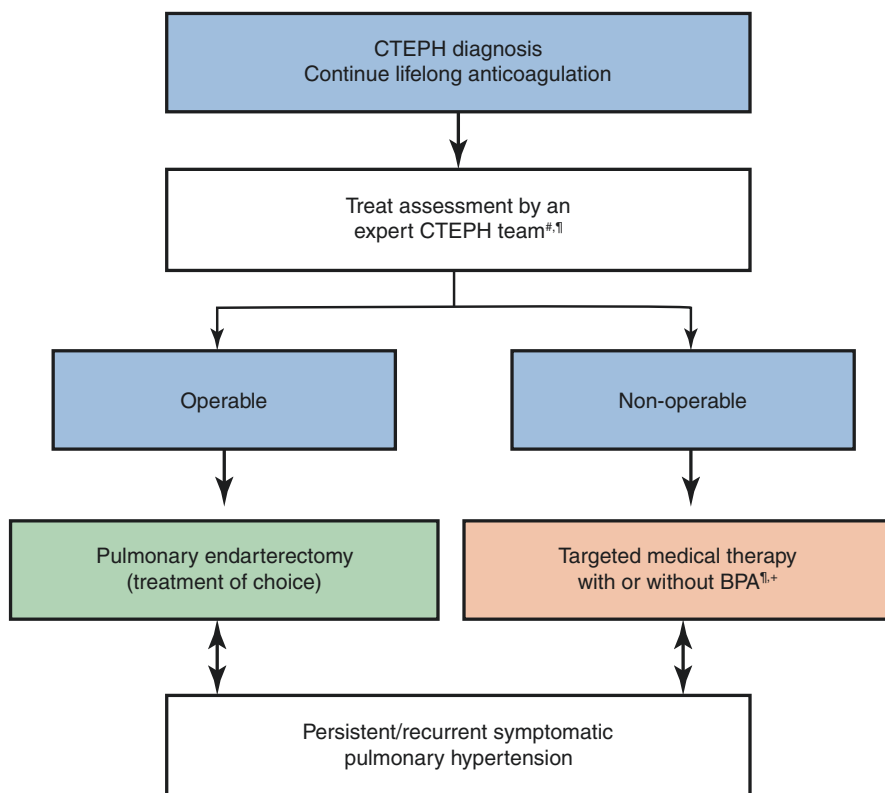 CTEPH diagnosis
Continue lifelong anticoagulation
Treat assessment by an
expert CTEPH team#,¶
Operable
Non-operable
Pulmonary endarterectomy
(treatment of choice)
Targeted medical therapy
with or without BPA¶,+
Persistent/recurrent symptomatic
pulmonary hypertension